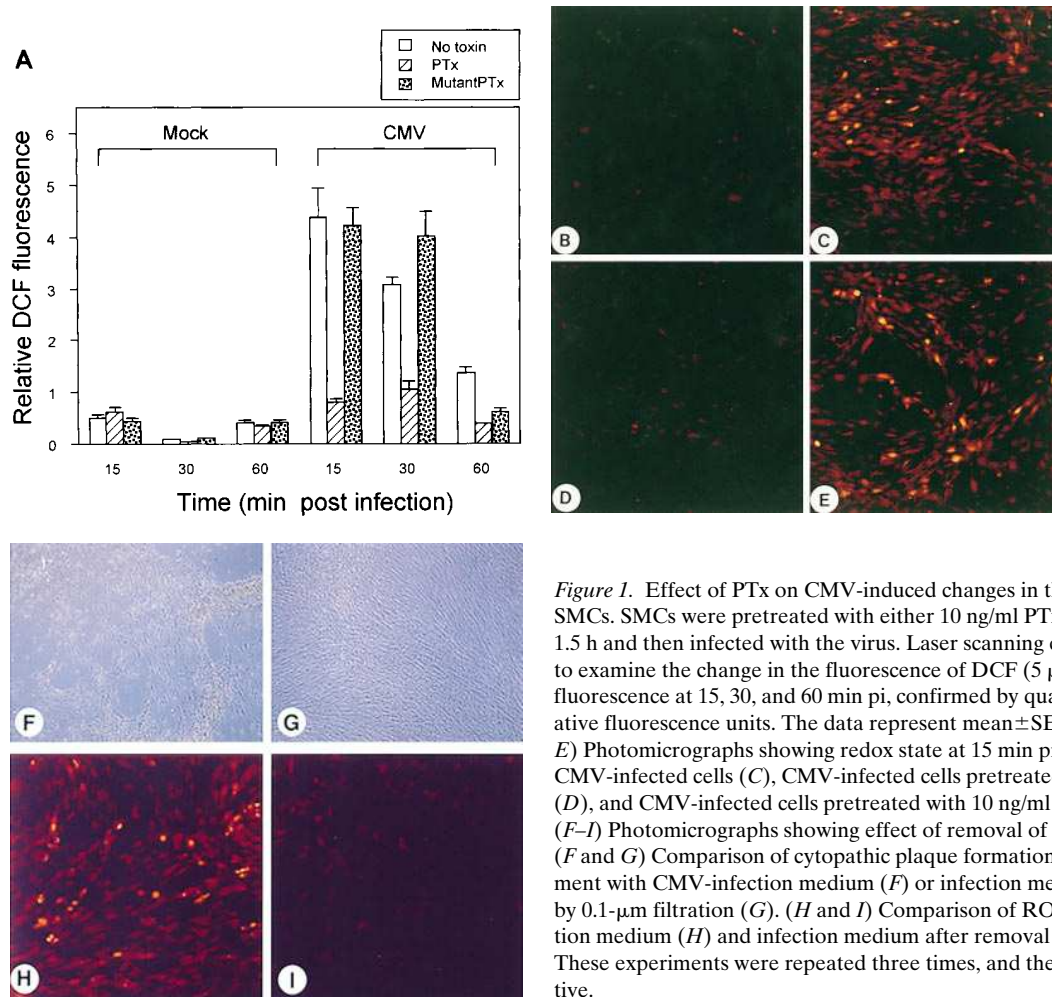 A
No toxin
PTx
MutantPTx
Relative DCF fluorescence
6
5
4
3
2
1
0
Mock
CMV
15
30
60
15
30
60
Time (min post infection)
B
C
D
E
F
G
H
I
Figure 1. Effect of PTx on CMV-induced changes in
SMCs. SMCs were pretreated with either 10 ng/ml
1.5 h and then infected with the virus. Laser scanning
to examine the change in the fluorescence of DCF (5
fluorescence at 15, 30, and 60 min pi, confirmed by
ative fluorescence units. The data represent mean±SE
E) Photomicrographs showing redox state at 15 min
CMV-infected cells (C), CMV-infected cells
(D), and CMV-infected cells pretreated with 10 ng/ml
(F–I) Photomicrographs showing effect of removal of
(F and G) Comparison of cytopathic plaque formation
ment with CMV-infection medium (F) or infection
by 0.1-μm filtration (G). (H and I) Comparison of
tion medium (H) and infection medium after removal
These experiments were repeated three times, and
tive.